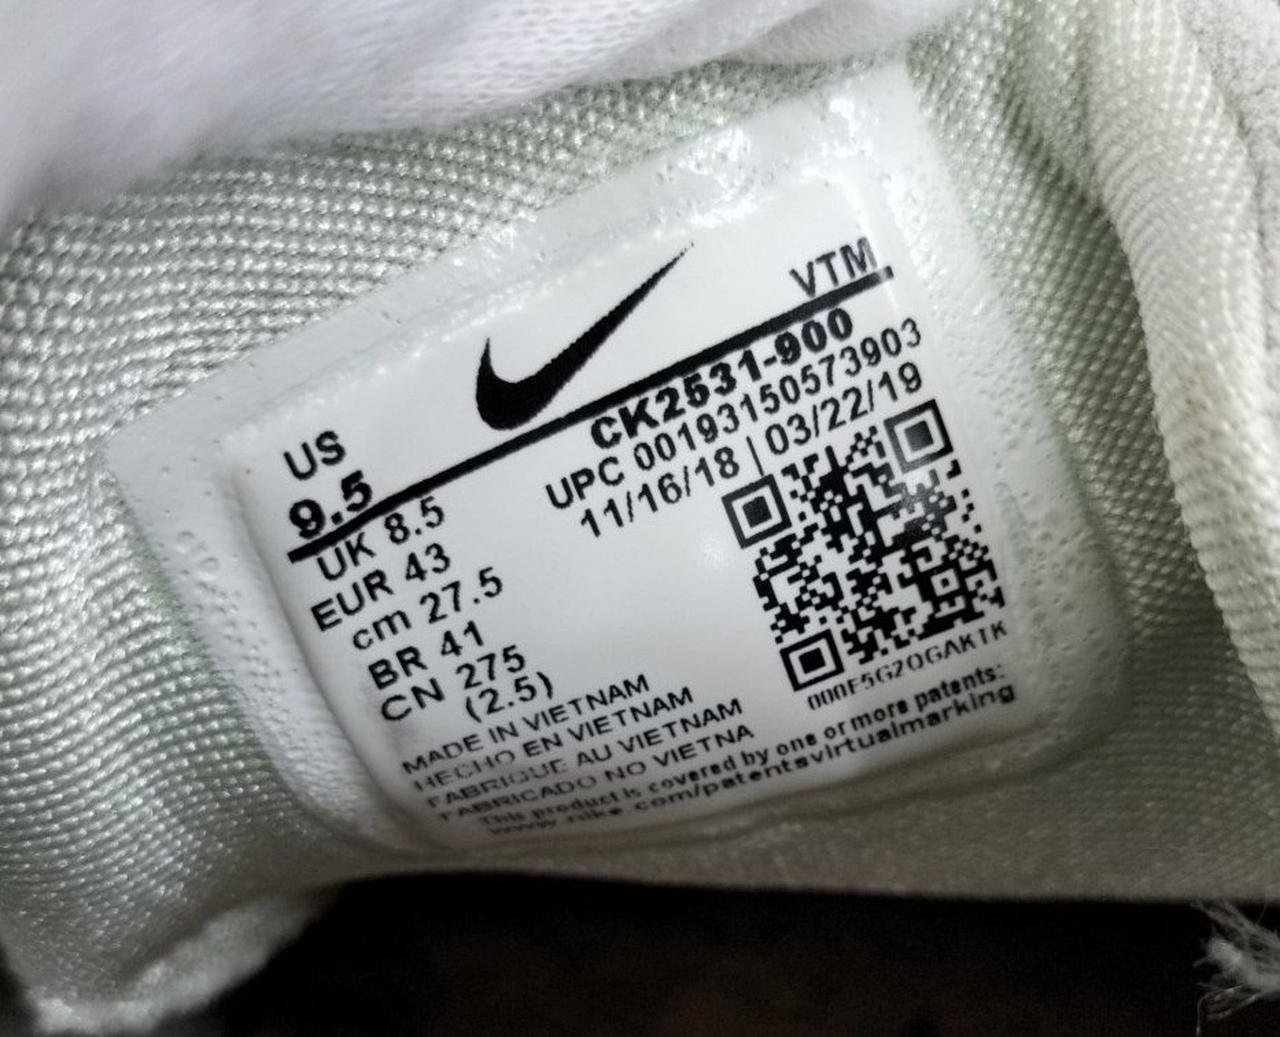 VTM
US
9.5
CK2531-900
UPC 00193150573903
11/16/18 | 03/22/19
UK 8.5
EUR 43
cm 27.5
BR 41
CN 275
(2.5)
000F5G2OGAKTK
MADE IN VIETNAM
HECHO EN VIETNAM
FABRIQUE AU VIETNAM
FABRICADO NO VIETNA
This product is covered by one or more patents:
www.nike.com/patentsvirtualmarking